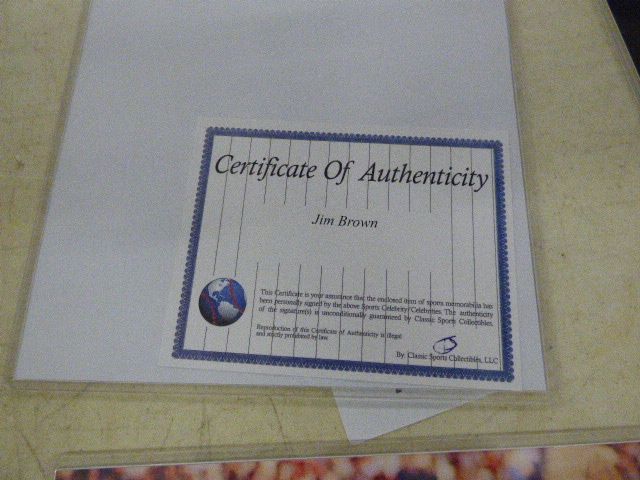 Certificate Of Authenticity
Jim Brown
This Certificate is your assurance that the enclosed item of sports memorabilia has
been personally signed by the above Sports Celebrity/Celebrities. The authenticity
of the signature(s) is unconditionally guaranteed by Classic Sports Collectibles.
Reproduction of this Certificate of Authenticity is illegal
and strictly prohibited by law.
By: Classic Sports Collectibles, LLC